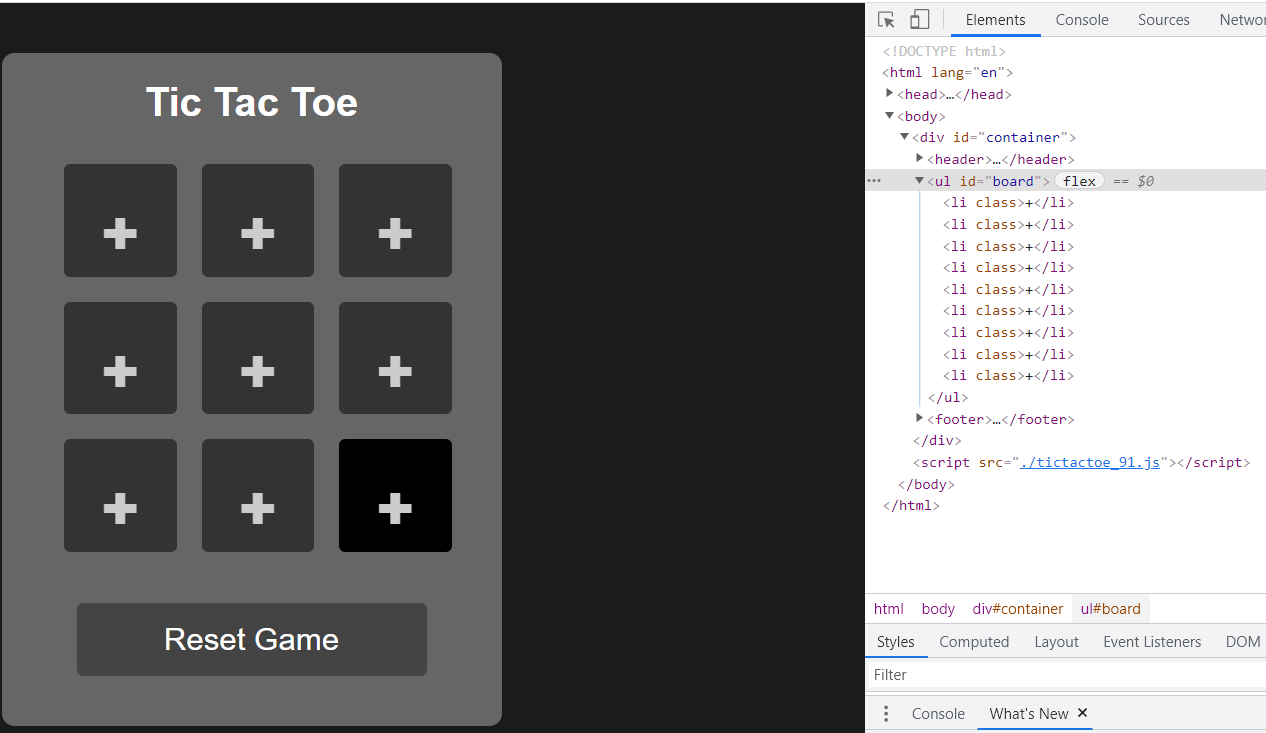 Tic Tac Toe
+ + +
+ + +
+ + +
Reset Game
Elements Console Sources Networ
<!DOCTYPE html>
<html lang="en">
<head>…</head>
<body>
<div id="container">
<header>…</header>
<ul id="board"> flex == $0
<li class>+</li>
<li class>+</li>
<li class>+</li>
<li class>+</li>
<li class>+</li>
<li class>+</li>
<li class>+</li>
<li class>+</li>
<li class>+</li>
</ul>
<footer>…</footer>
</div>
<script src="./tictactoe_91.js"></script>
</body>
</html>
html body div#container ul#board
Styles Computed Layout Event Listeners DOM
Filter
Console What's New ×